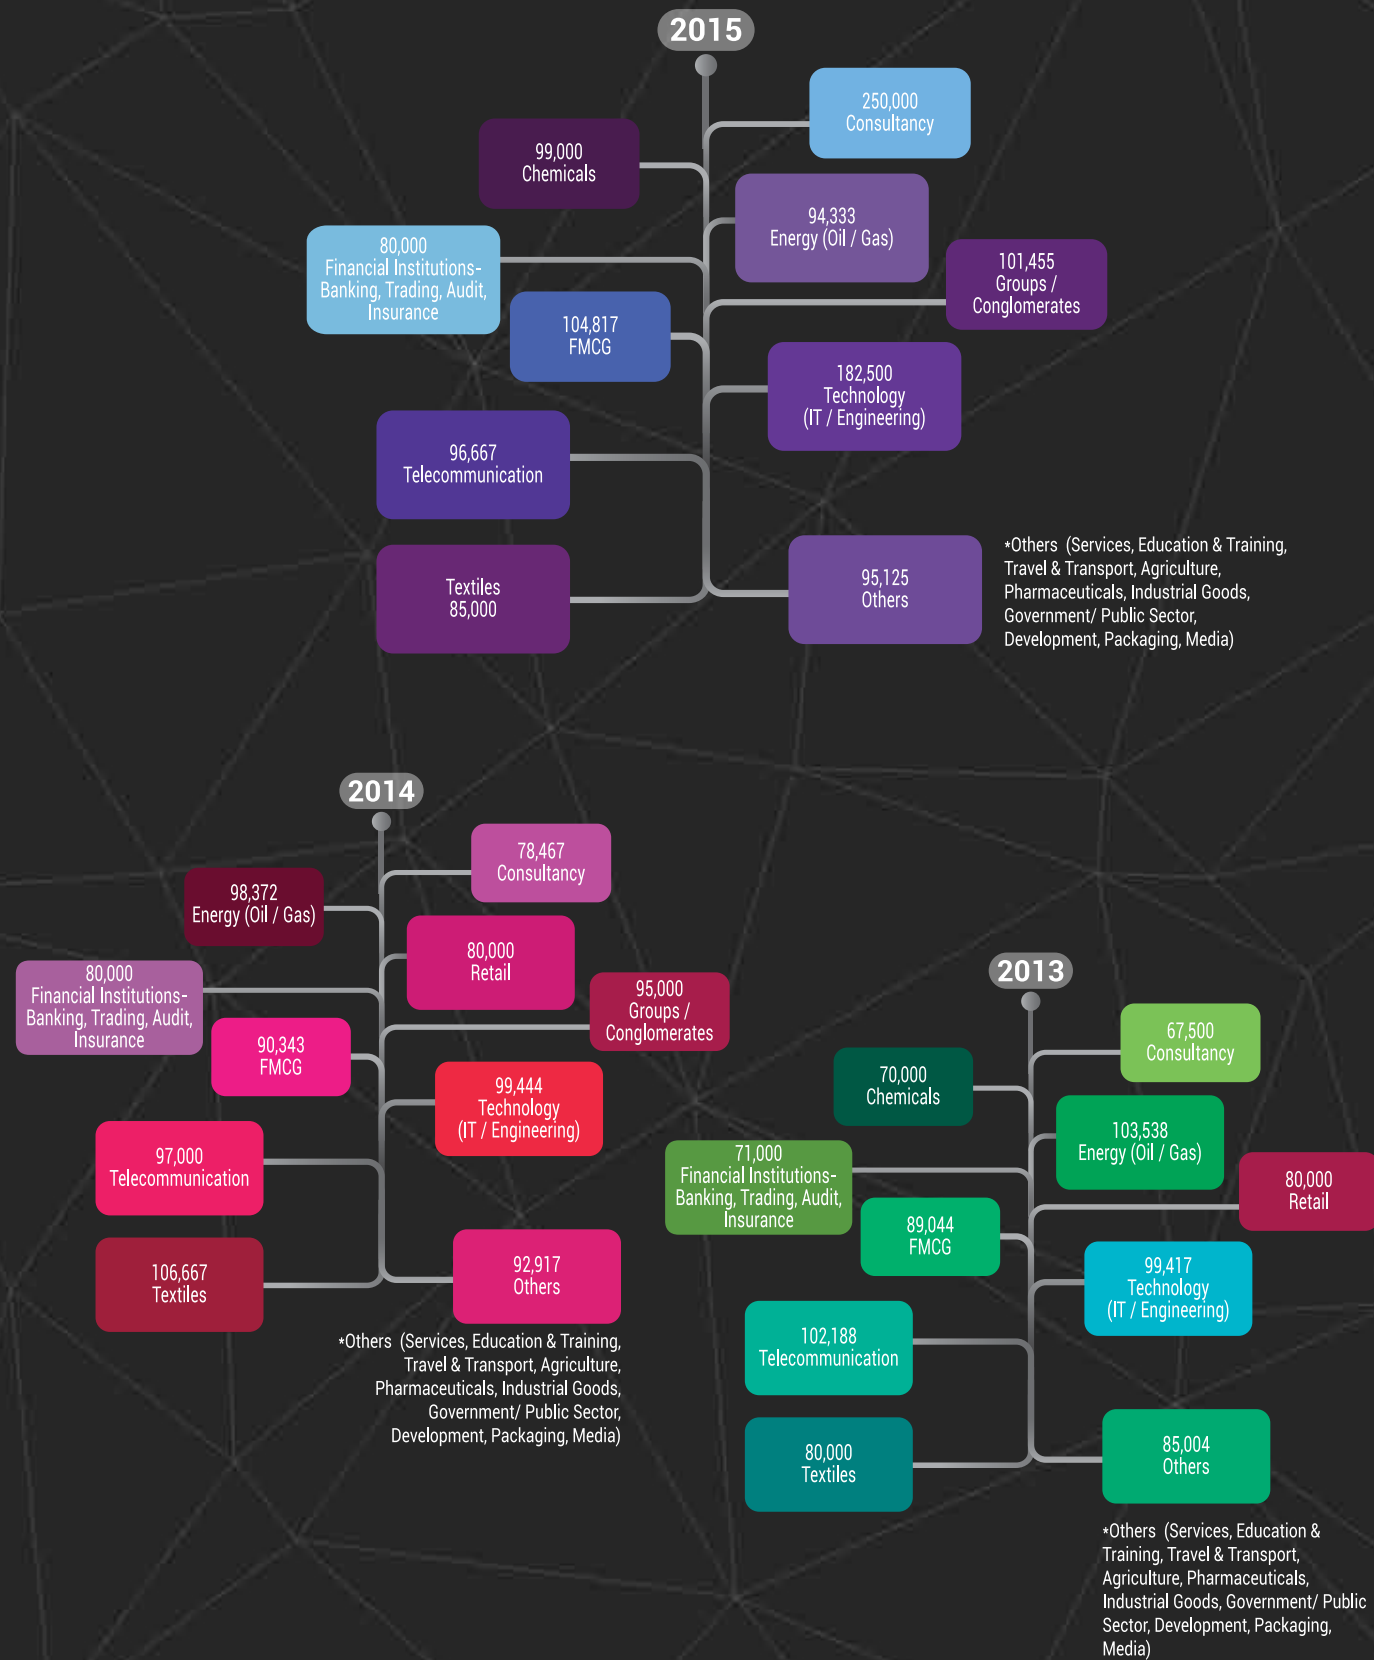 2015
250,000
Consultancy
99,000
Chemicals
94,333
Energy (Oil / Gas)
80,000
Financial Institutions-
Banking, Trading, Audit,
Insurance
101,455
Groups /
Conglomerates
104,817
FMCG
182,500
Technology
(IT / Engineering)
96,667
Telecommunication
Textiles
85,000
95,125
Others
*Others (Services, Education & Training,
Travel & Transport, Agriculture,
Pharmaceuticals, Industrial Goods,
Government/ Public Sector,
Development, Packaging, Media)
2014
78,467
Consultancy
98,372
Energy (Oil / Gas)
80,000
Retail
80,000
Financial Institutions-
Banking, Trading, Audit,
Insurance
95,000
Groups /
Conglomerates
90,343
FMCG
99,444
Technology
(IT / Engineering)
97,000
Telecommunication
106,667
Textiles
92,917
Others
*Others (Services, Education & Training,
Travel & Transport, Agriculture,
Pharmaceuticals, Industrial Goods,
Government/ Public Sector,
Development, Packaging, Media)
2013
67,500
Consultancy
70,000
Chemicals
103,538
Energy (Oil / Gas)
71,000
Financial Institutions-
Banking, Trading, Audit,
Insurance
80,000
Retail
89,044
FMCG
99,417
Technology
(IT / Engineering)
102,188
Telecommunication
80,000
Textiles
85,004
Others
*Others (Services, Education &
Training, Travel & Transport,
Agriculture, Pharmaceuticals,
Industrial Goods, Government/ Public
Sector, Development, Packaging,
Media)